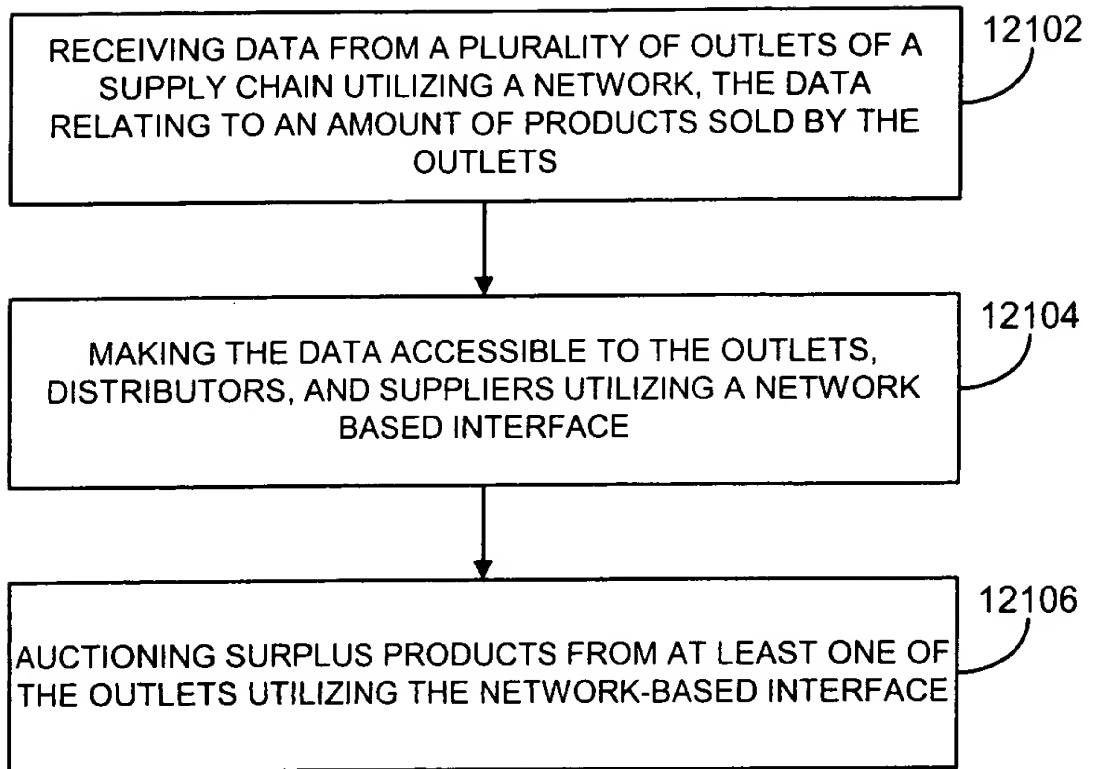 RECEIVING DATA FROM A PLURALITY OF OUTLETS OF A
SUPPLY CHAIN UTILIZING A NETWORK, THE DATA
RELATING TO AN AMOUNT OF PRODUCTS SOLD BY THE
OUTLETS
12102
MAKING THE DATA ACCESSIBLE TO THE OUTLETS,
DISTRIBUTORS, AND SUPPLIERS UTILIZING A NETWORK
BASED INTERFACE
12104
AUCTIONING SURPLUS PRODUCTS FROM AT LEAST ONE OF
THE OUTLETS UTILIZING THE NETWORK-BASED INTERFACE
12106